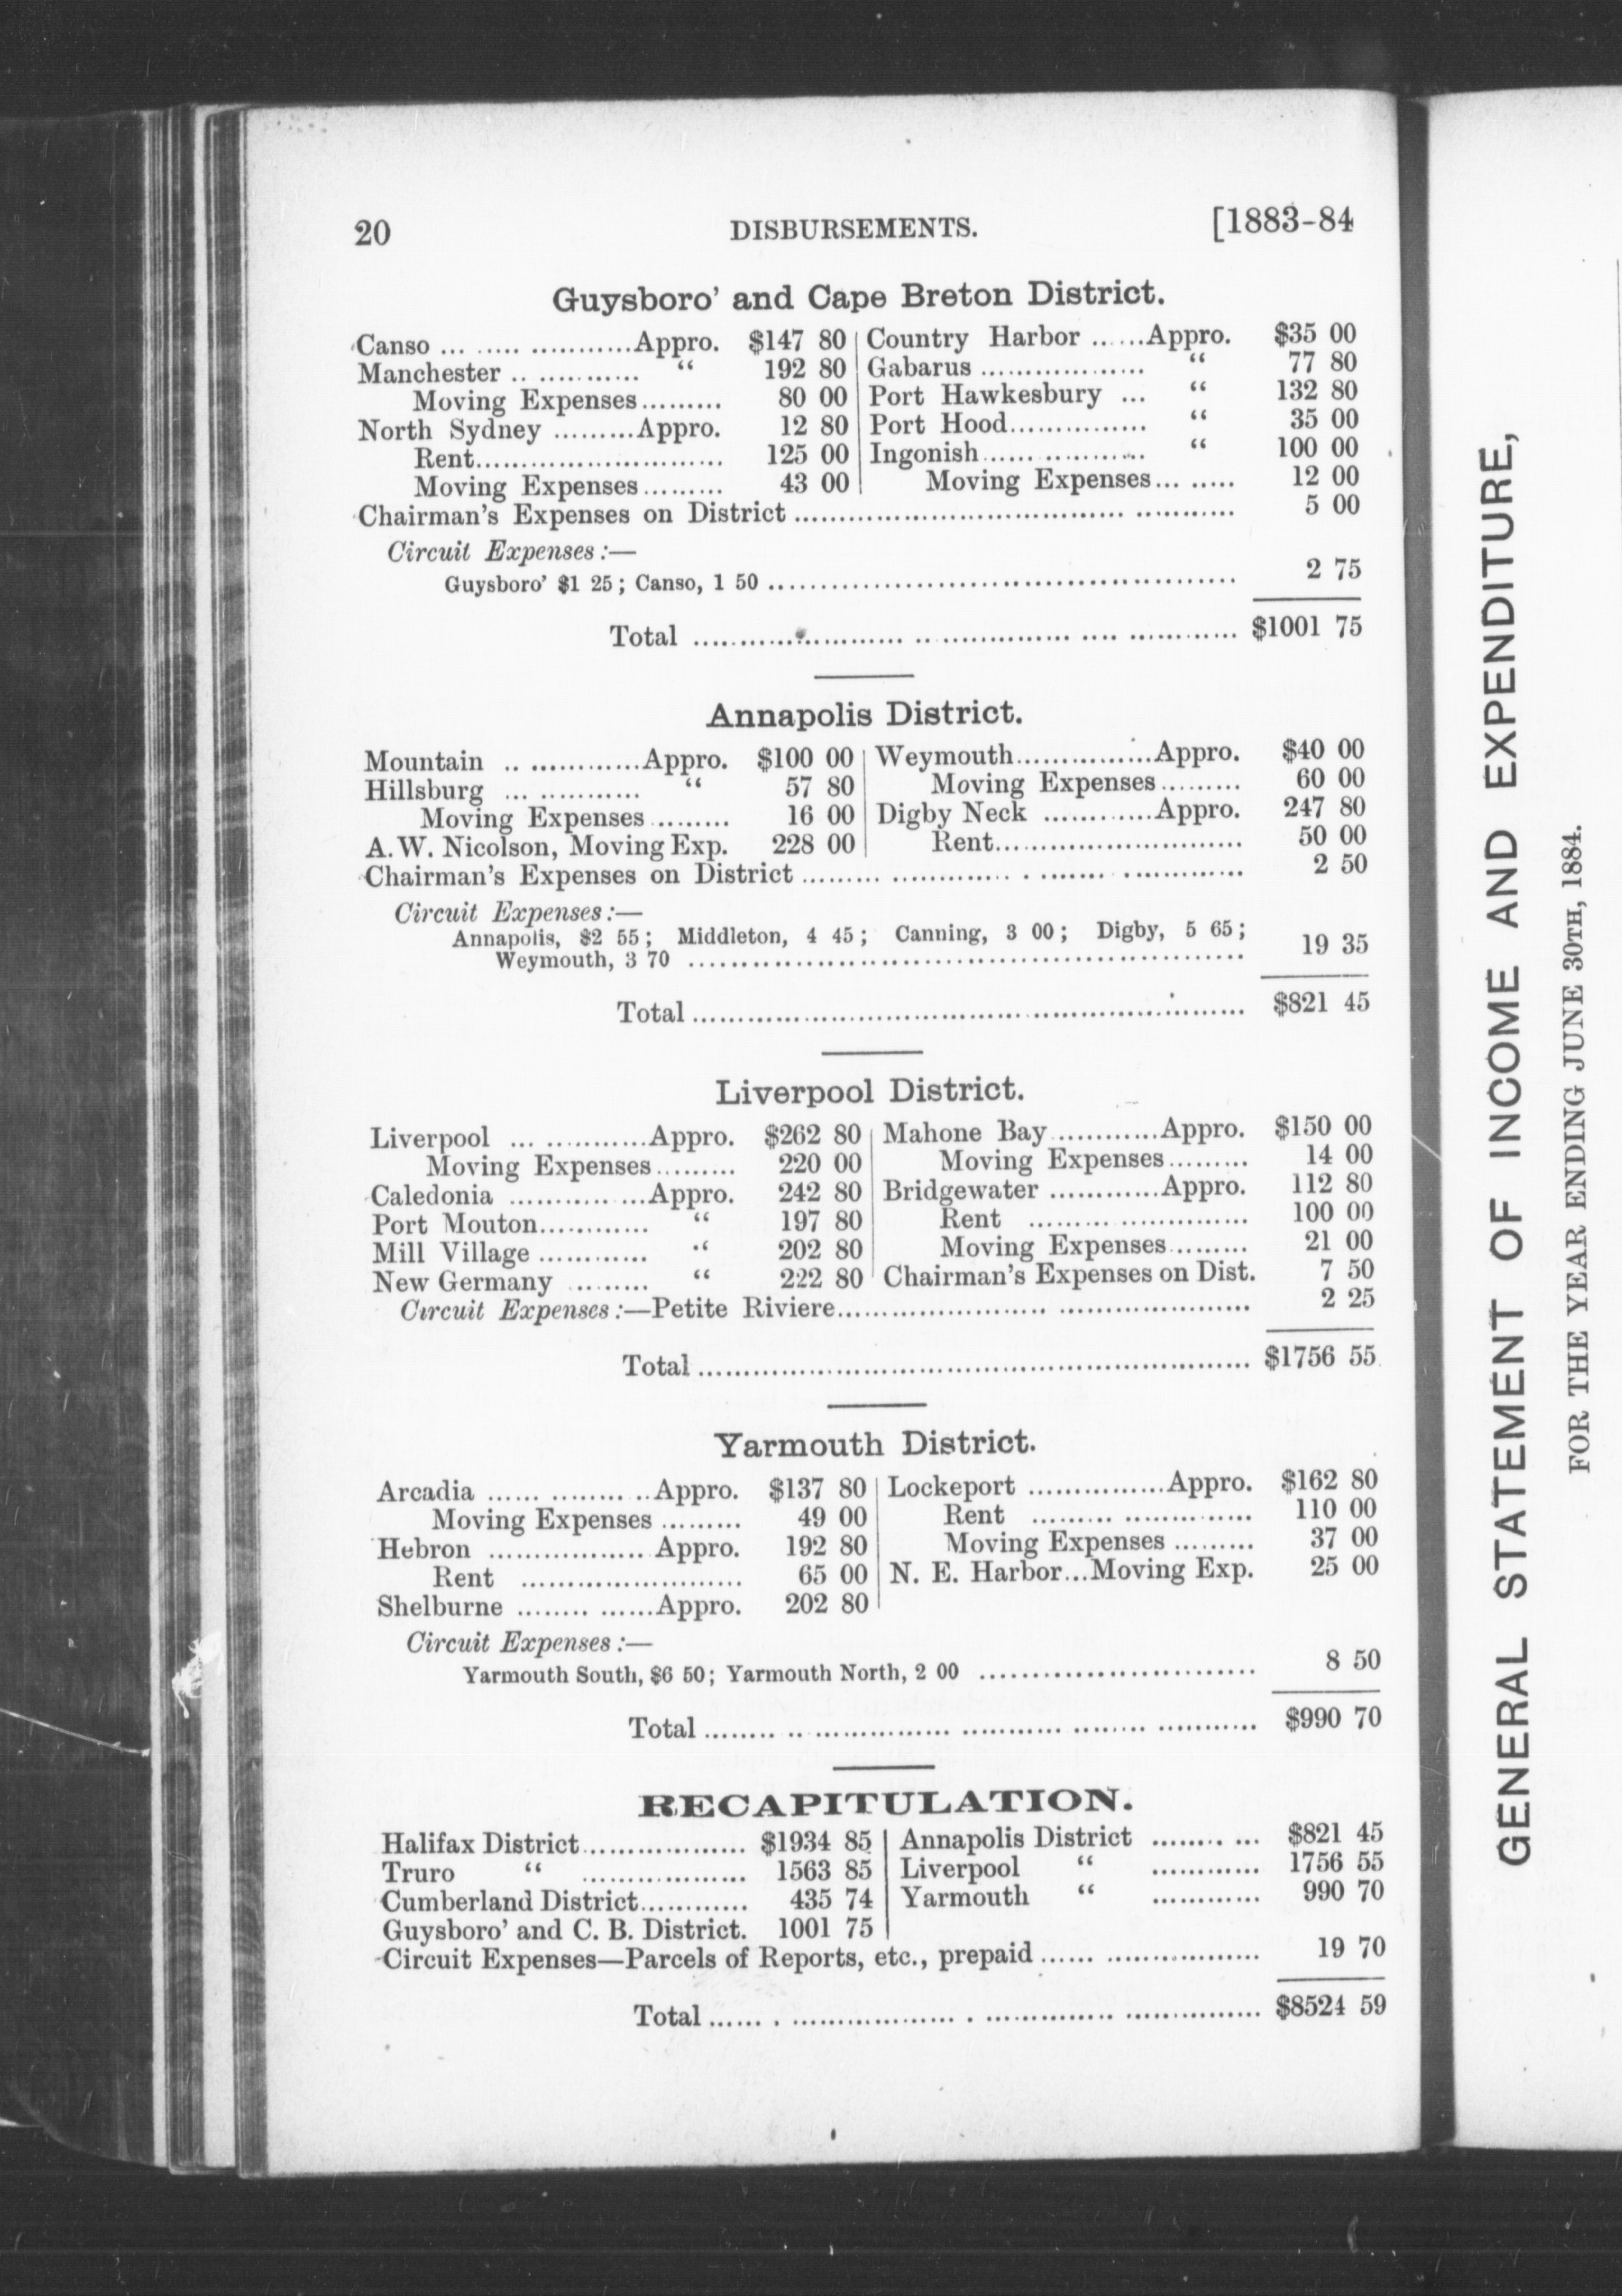 20 DISBURSEMENTS. [1883-84
Guysboro' and Cape Breton District.
Canso ... ..... ...........Appro. $147 80 Country Harbor ......Appro. $35 00
Manchester .. ........... “ 192 80 Gabarus .................. “ 77 80
Moving Expenses......... 80 00 Port Hawkesbury ... “ 132 80
North Sydney .........Appro. 12 80 Port Hood............... “ 35 00
Rent........................... 125 00 Ingonish.................. “ 100 00
Moving Expenses......... 43 00 Moving Expenses... ..... 12 00
Chairman's Expenses on District ................................................ 5 00
Circuit Expenses :—
Guysboro' $1 25 ; Canso, 1 50 ............................................. 2 75
Total ........................................................... $1001 75
Annapolis District.
Mountain .. ............Appro. $100 00 Weymouth...............Appro. $40 00
Hillsburg ... ........... “ 57 80 Moving Expenses......... 60 00
Moving Expenses......... 16 00 Digby Neck ............Appro. 247 80
A. W. Nicolson, Moving Exp. 228 00 Rent........................... 50 00
Chairman's Expenses on District ................................................ 2 50
Circuit Expenses :—
Annapolis, $2 55 ; Middleton, 4 45 ; Canning, 3 00 ; Digby, 5 65 ;
Weymouth, 3 70 ...................................................... 19 35
Total ........................................................... $821 45
Liverpool District.
Liverpool ... ...........Appro. $262 80 Mahone Bay............Appro. $150 00
Moving Expenses......... 220 00 Moving Expenses......... 14 00
Caledonia ...............Appro. 242 80 Bridgewater ............Appro. 112 80
Port Mouton............ “ 197 80 Rent ........................ 100 00
Mill Village ............ “ 202 80 Moving Expenses......... 21 00
New Germany ......... “ 222 80 Chairman's Expenses on Dist. 7 50
Circuit Expenses :—Petite Riviere............................................ 2 25
Total ........................................................... $1756 55
Yarmouth District.
Arcadia ...... ......... ..Appro. $137 80 Lockeport ...............Appro. $162 80
Moving Expenses ......... 49 00 Rent ........................ 110 00
Hebron .................Appro. 192 80 Moving Expenses ......... 37 00
Rent ........................ 65 00 N. E. Harbor...Moving Exp. 25 00
Shelburne ........ ......Appro. 202 80
Circuit Expenses :—
Yarmouth South, $6 50 ; Yarmouth North, 2 00 ........................... 8 50
Total ........................................................... $990 70
RECAPITULATION.
Halifax District.................. $1934 85 Annapolis District ........ ... $821 45
Truro “ .................. 1563 85 Liverpool “ ............ 1756 55
Cumberland District............ 435 74 Yarmouth “ ............ 990 70
Guysboro' and C. B. District. 1001 75
Circuit Expenses—Parcels of Reports, etc., prepaid ...... ................. 19 70
Total ........................................................... $8524 59
GENERAL STATEMENT OF INCOME AND EXPENDITURE,
FOR THE YEAR ENDING JUNE 30TH, 1884.